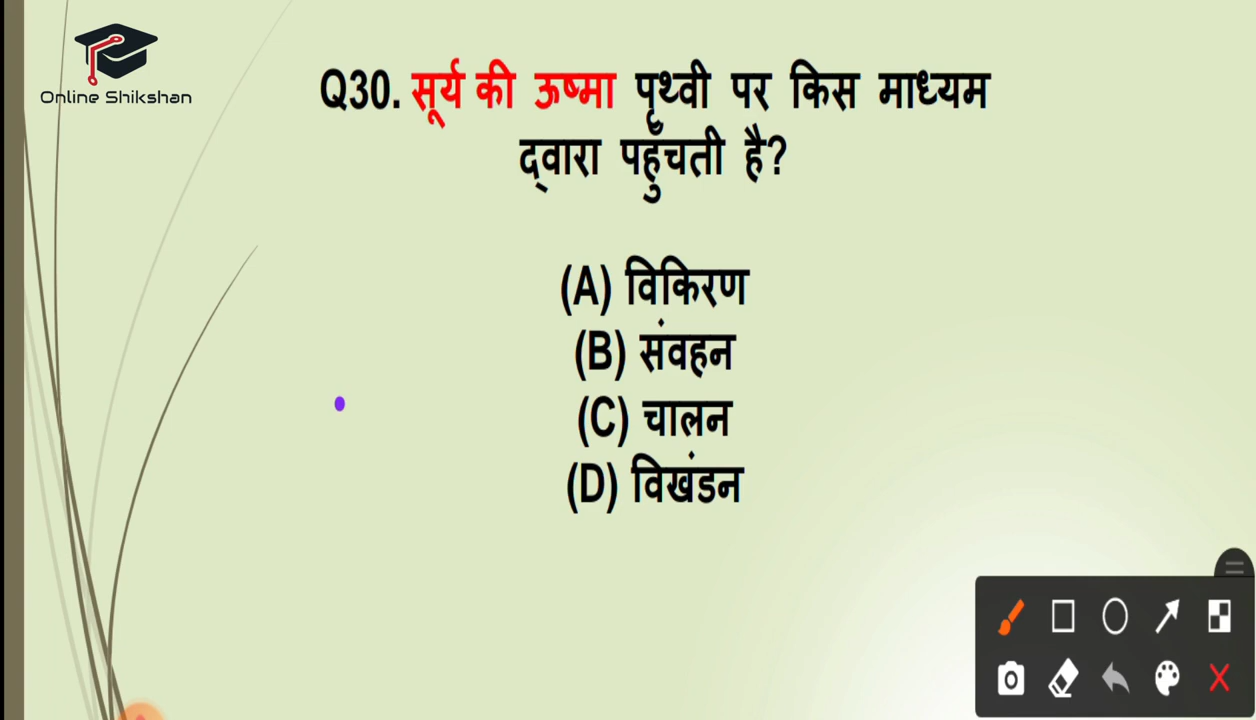 Online Shikshan
Q30. सूर्य की ऊष्मा पृथ्वी पर किस माध्यम
द्वारा पहुँचती है?
(A) विकिरण
(B) संवहन
(C) चालन
(D) विखंडन